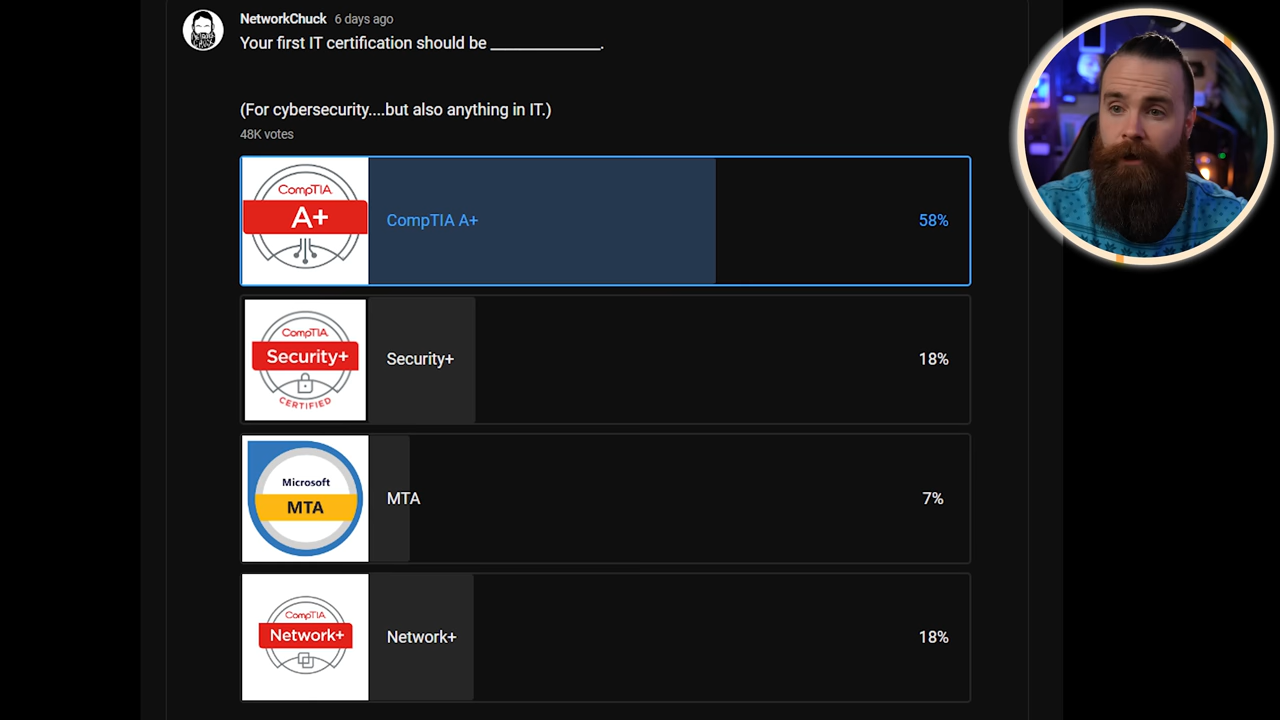 NetworkChuck 6 days ago
Your first IT certification should be _____________.
(For cybersecurity....but also anything in IT.)
48K votes
CompTIA
A+
CompTIA A+
58%
CompTIA
Security+
CERTIFIED
Security+
18%
Microsoft
MTA
MTA
7%
CompTIA
Network+
Network+
18%